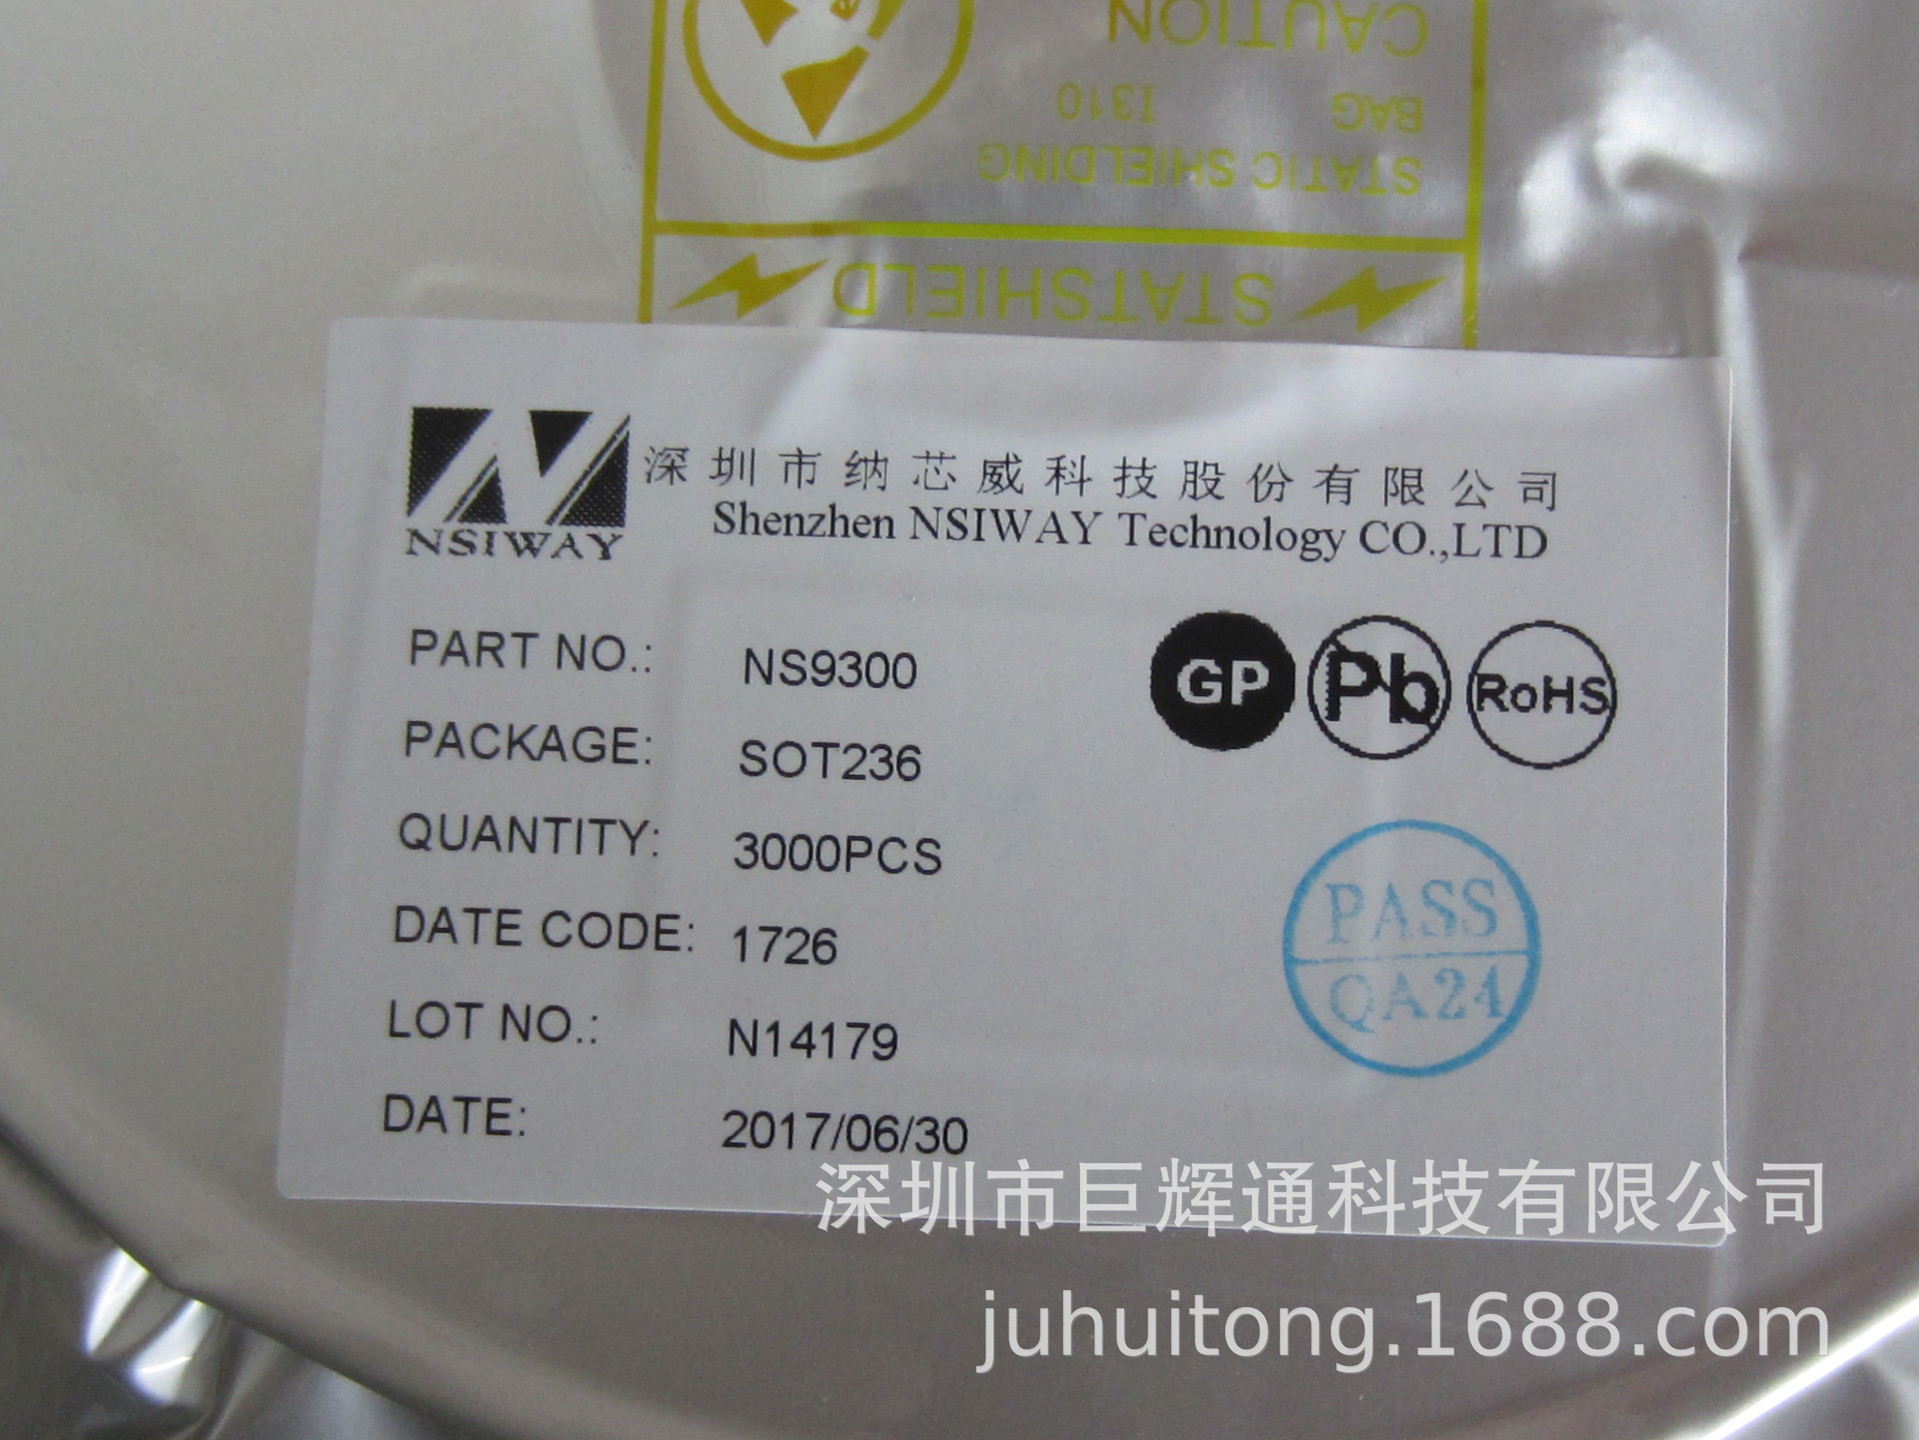 CAUTION
BAG I310
STATIC SHIELDING
STATSHIELD
NSIWAY
深圳市纳芯威科技股份有限公司
Shenzhen NSIWAY Technology CO.,LTD
PART NO.: NS9300
GP Pb RoHS
PACKAGE: SOT236
QUANTITY: 3000PCS
DATE CODE: 1726
PASS
QA24
LOT NO.: N14179
DATE: 2017/06/30
深圳市巨辉通科技有限公司
juhuitong.1688.com